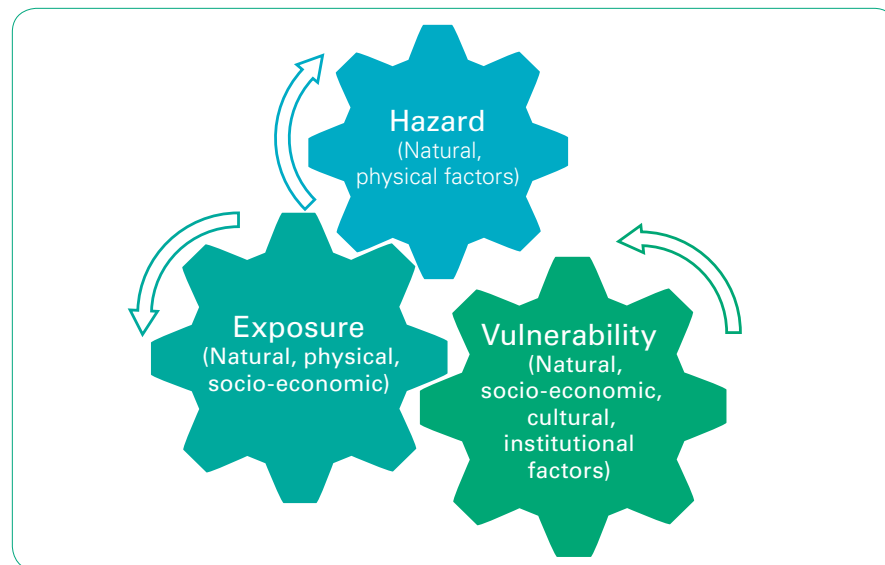 Hazard
(Natural,
physical factors)
Exposure
(Natural, physical,
socio-economic)
Vulnerability
(Natural,
socio-economic,
cultural,
institutional
factors)